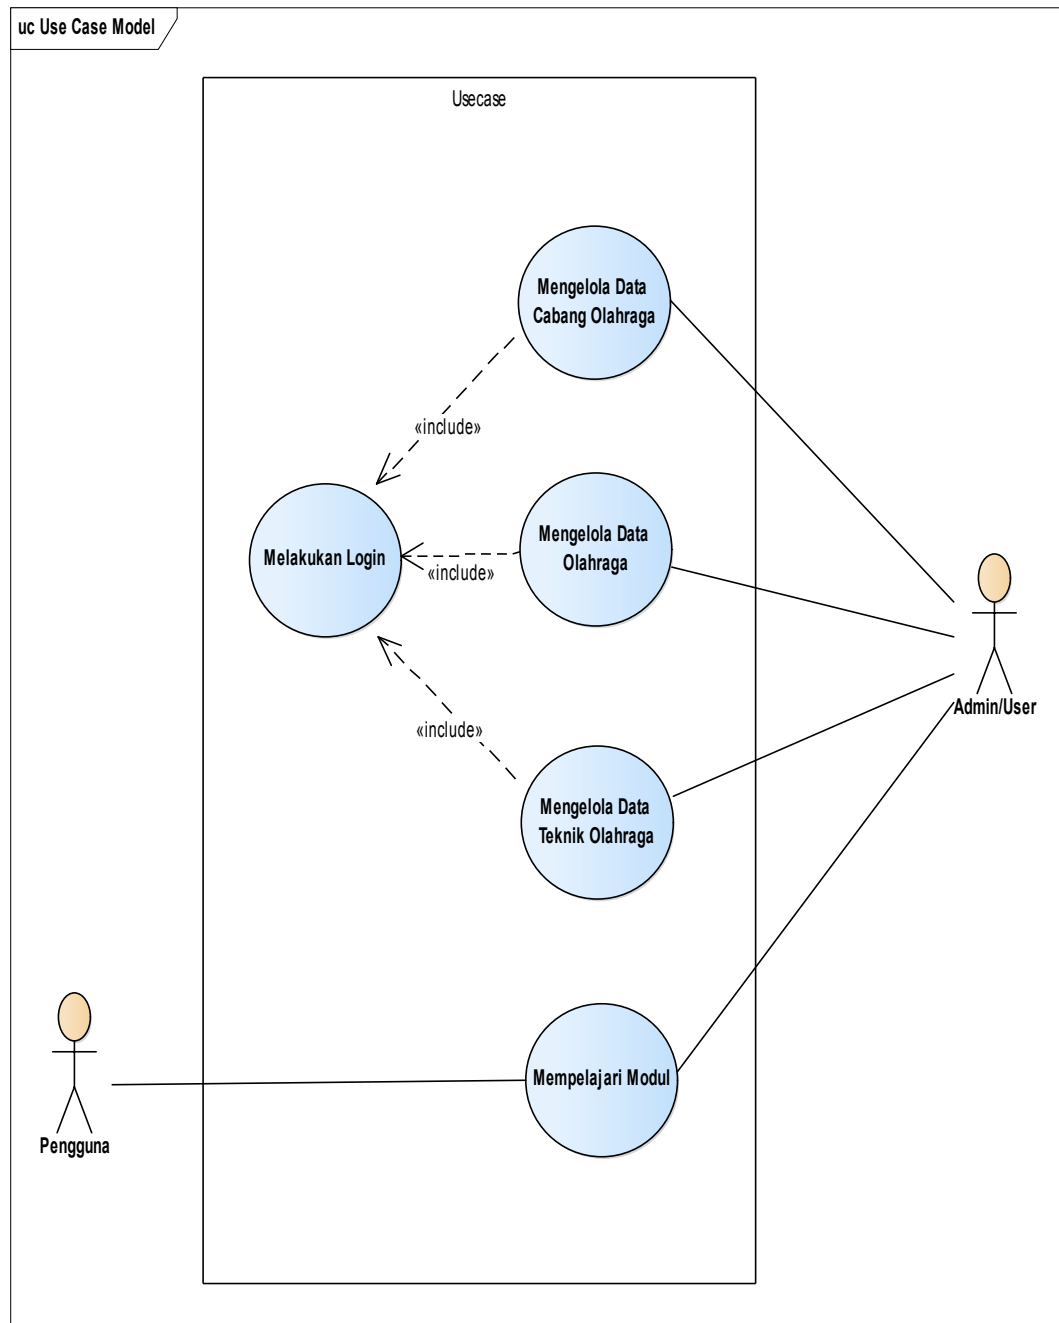 uc Use Case Model
Usecase
Mengelola Data
Cabang Olahraga
«include»
Mengelola Data
Olahraga
Melakukan Login
«include»
Admin/User
«include»
Mengelola Data
Teknik Olahraga
Mempelajari Modul
Pengguna